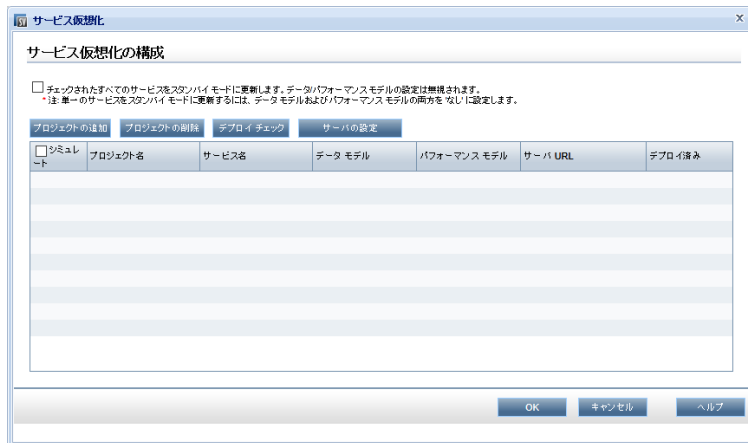 SV サービス仮想化 x
サービス仮想化の構成
チェックされたすべてのサービスをスタンバイ モードに更新します。データ/パフォーマンス モデルの設定は無視されます。
*注: 単一のサービスをスタンバイ モードに更新するには、データ モデルおよびパフォーマンス モデルの両方を 'なし' に設定します。
プロジェクトの追加 プロジェクトの削除 デプロイ チェック サーバの設定
シミュレート プロジェクト名 サービス名 データ モデル パフォーマンス モデル サーバ URL デプロイ済み
OK キャンセル ヘルプ